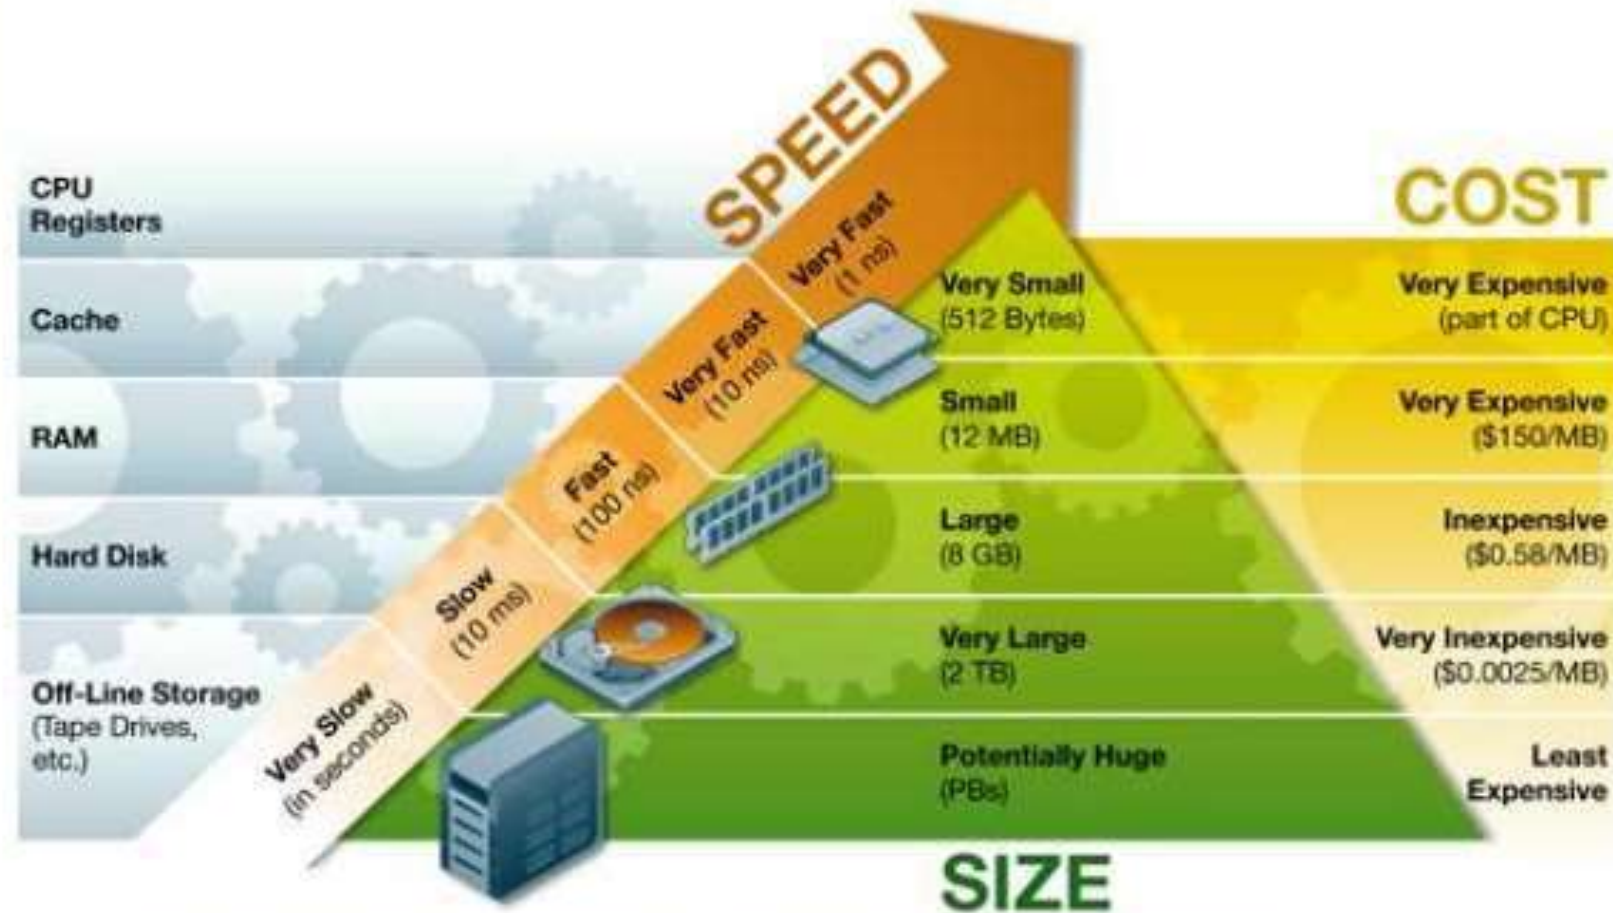 SPEED
COST
CPU
Registers
Cache
RAM
Hard Disk
Off-Line Storage
(Tape Drives,
etc.)
Very Fast
(1 ns)
Very Fast
(10 ns)
Fast
(100 ns)
Slow
(10 ms)
Very Slow
(in seconds)
Very Small
(512 Bytes)
Small
(12 MB)
Large
(8 GB)
Very Large
(2 TB)
Potentially Huge
(PBs)
Very Expensive
(part of CPU)
Very Expensive
($150/MB)
Inexpensive
($0.58/MB)
Very Inexpensive
($0.0025/MB)
Least
Expensive
SIZE